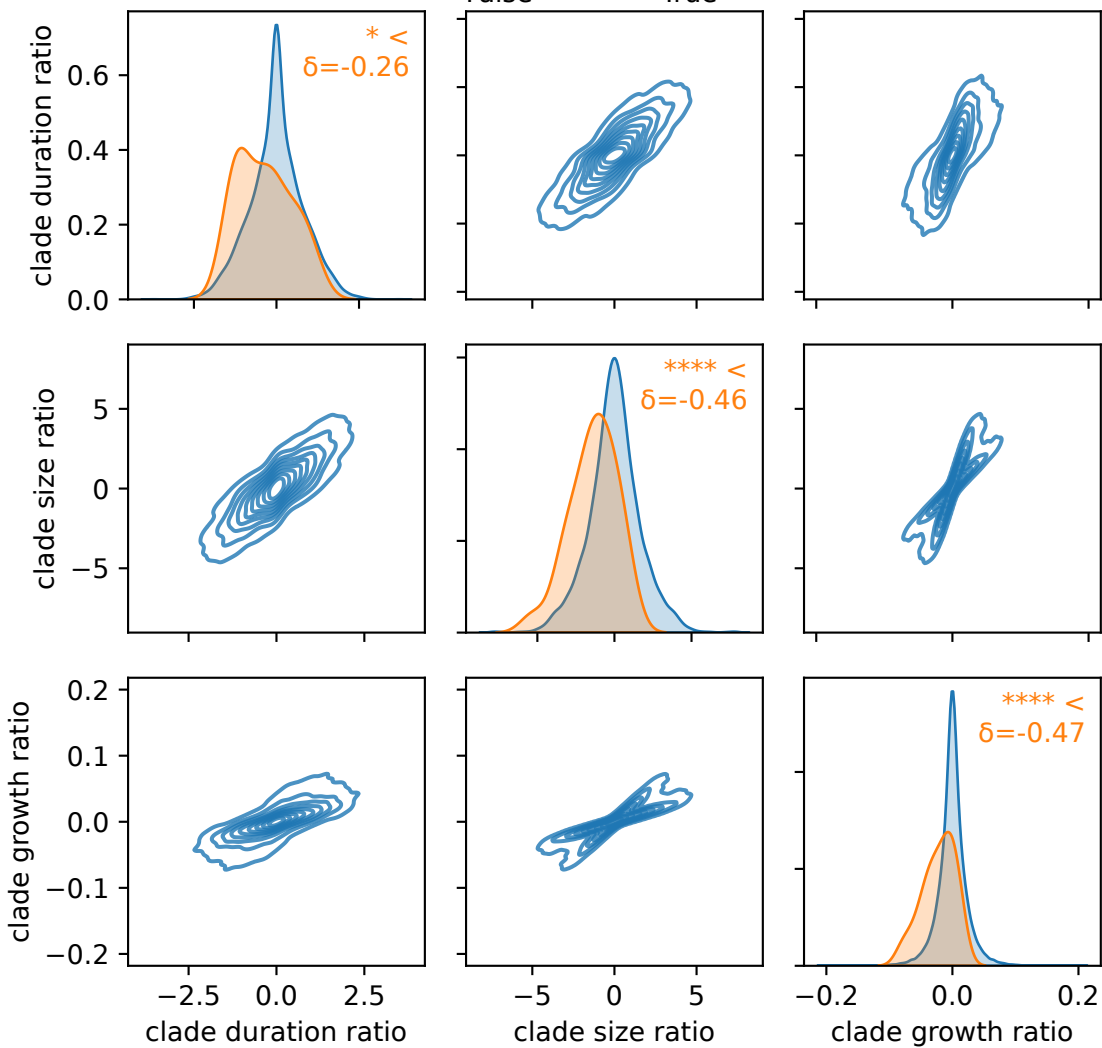 clade duration ratio
0.6
0.4
0.2
0.0
* <
δ=-0.26
clade size ratio
5
0
−5
**** <
δ=-0.46
clade growth ratio
0.2
0.1
0.0
−0.1
−0.2
**** <
δ=-0.47
−2.5 0.0 2.5
−5 0 5
−0.2 0.0 0.2
clade duration ratio
clade size ratio
clade growth ratio